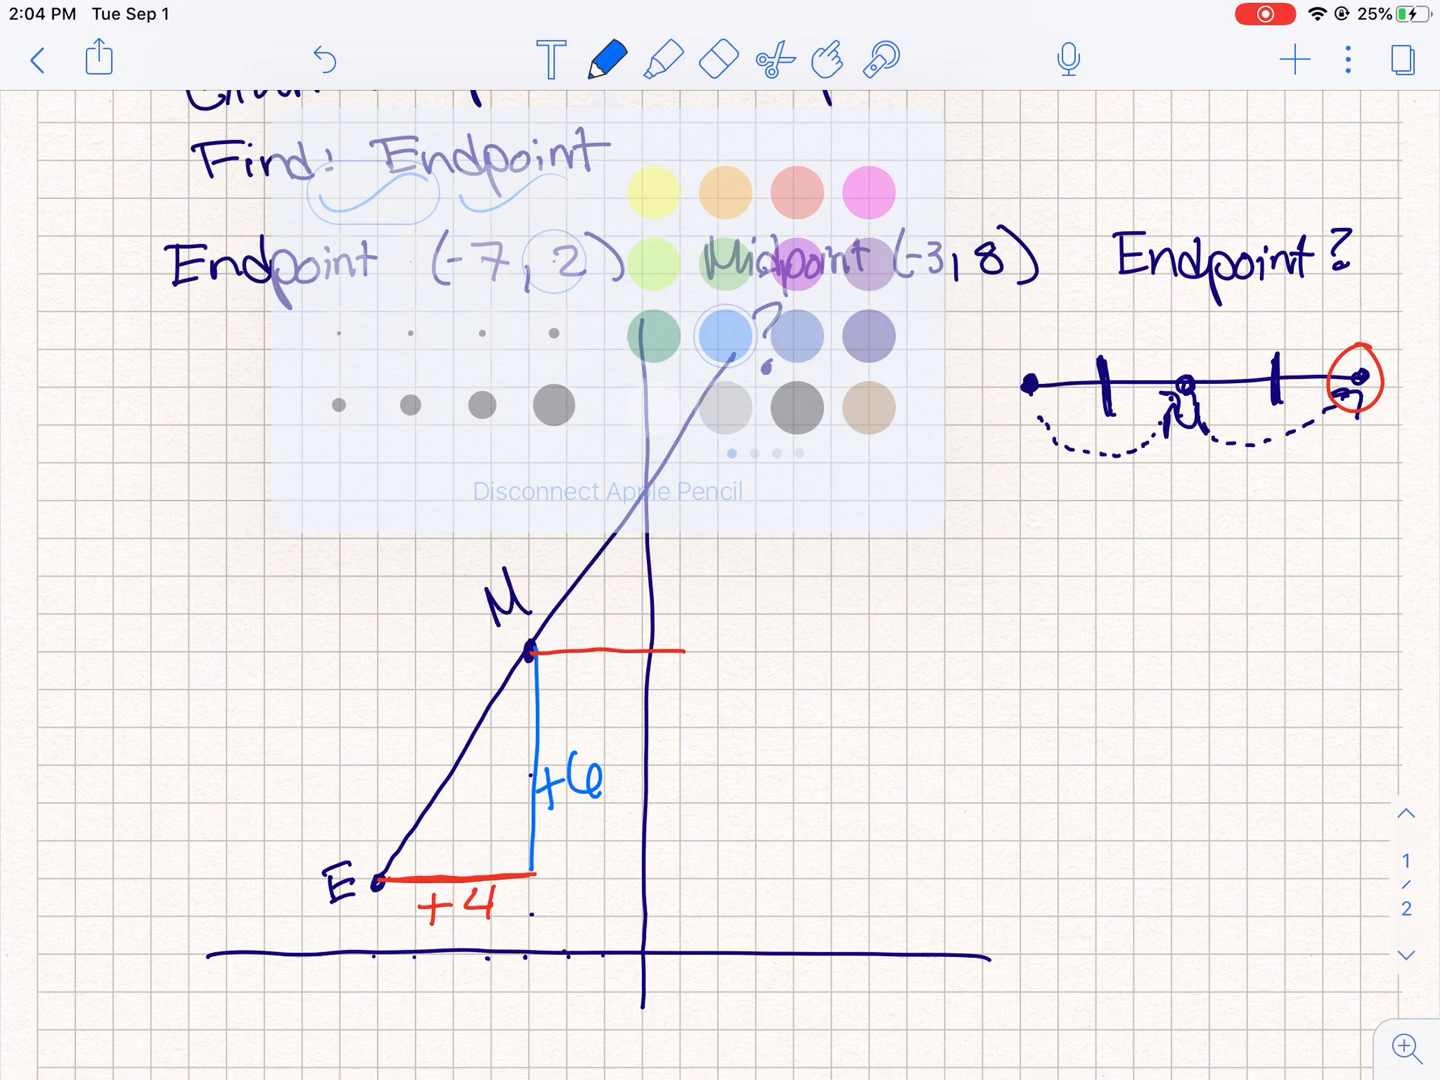 2:04 PM Tue Sep 1 25%
T
Find: Endpoint
Endpoint (-7, 2) Midpoint (-3, 8) Endpoint?
?
M
?
Disconnect Apple Pencil
M
+6
E
+4
1
/
2